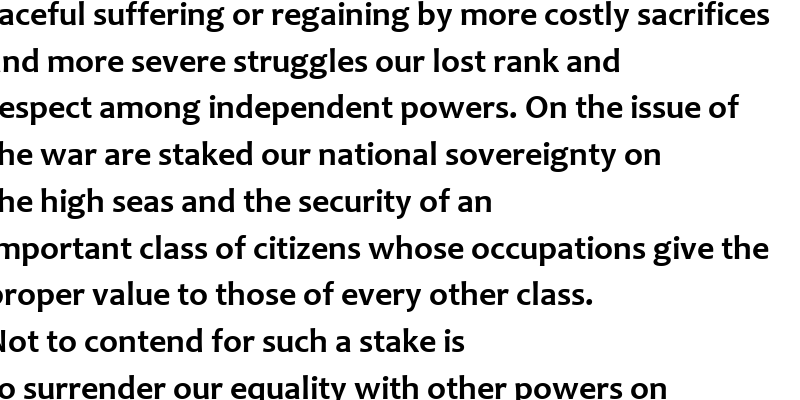 aceful suffering or regaining by more costly sacrifices
and more severe struggles our lost rank and
espect among independent powers. On the issue of
he war are staked our national sovereignty on
he high seas and the security of an
mportant class of citizens whose occupations give the
proper value to those of every other class.
Not to contend for such a stake is
o surrender our equality with other powers on